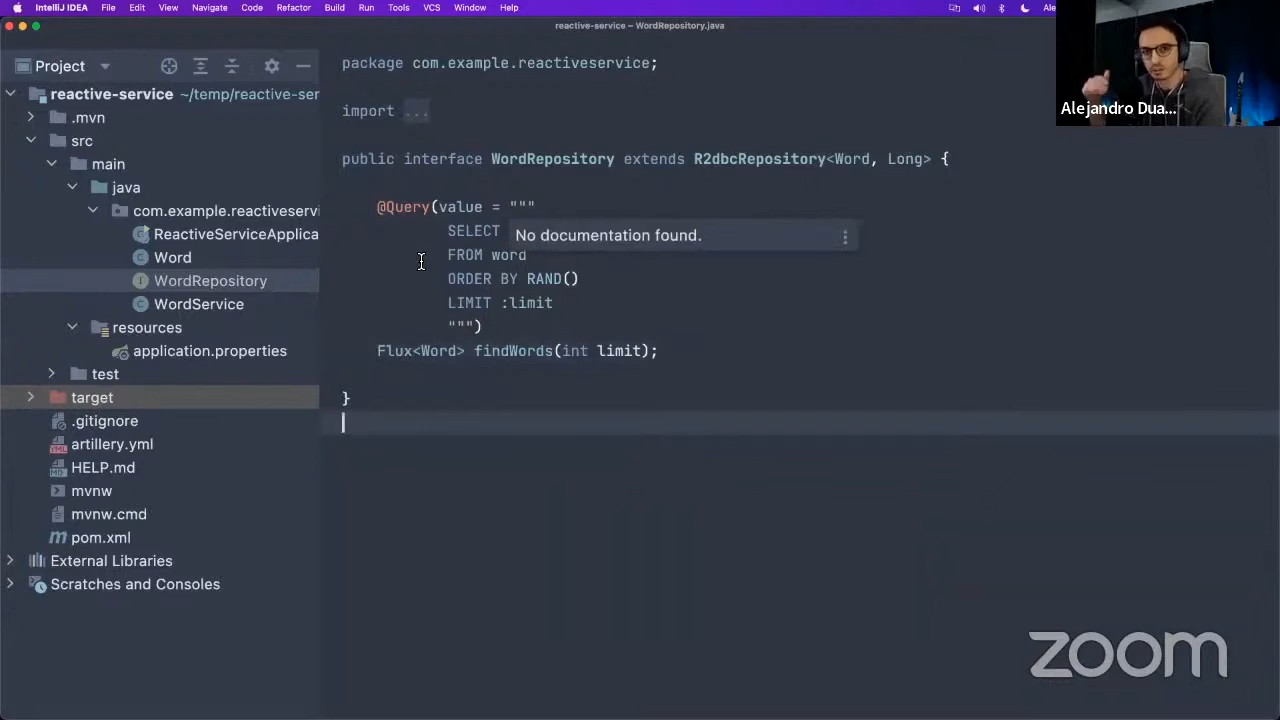 IntelliJ IDEA File Edit View Navigate Code Refactor Build Run Tools VCS Window Help Ale
reactive-service – WordRepository.java
Alejandro Dua...
Project
reactive-service ~/temp/reactive-ser
.mvn
src
main
java
com.example.reactiveservi
ReactiveServiceApplica
Word
WordRepository
WordService
resources
application.properties
test
target
.gitignore
artillery.yml
HELP.md
mvnw
mvnw.cmd
pom.xml
External Libraries
Scratches and Consoles
package com.example.reactiveservice;
import ...
public interface WordRepository extends R2dbcRepository<Word, Long> {
@Query(value = """
SELECT
No documentation found.
FROM word
ORDER BY RAND()
LIMIT :limit
""")
Flux<Word> findWords(int limit);
}
zoom